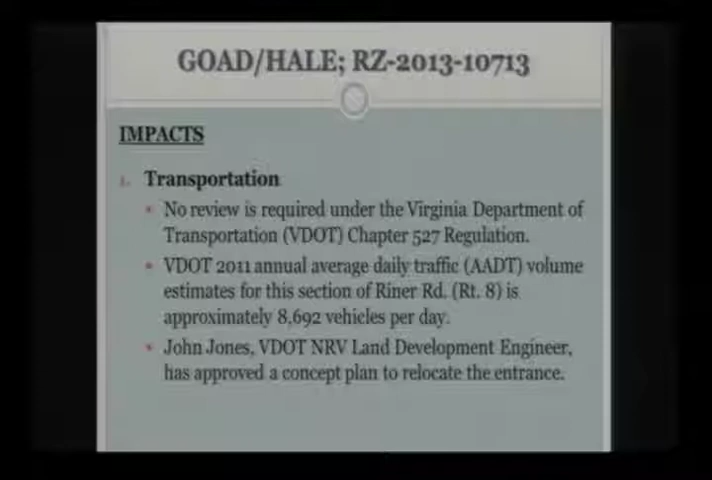 GOAD/HALE; RZ-2013-10713
IMPACTS
1. Transportation
• No review is required under the Virginia Department of
Transportation (VDOT) Chapter 527 Regulation.
• VDOT 2011 annual average daily traffic (AADT) volume
estimates for this section of Riner Rd. (Rt. 8) is
approximately 8,692 vehicles per day.
• John Jones, VDOT NRV Land Development Engineer,
has approved a concept plan to relocate the entrance.